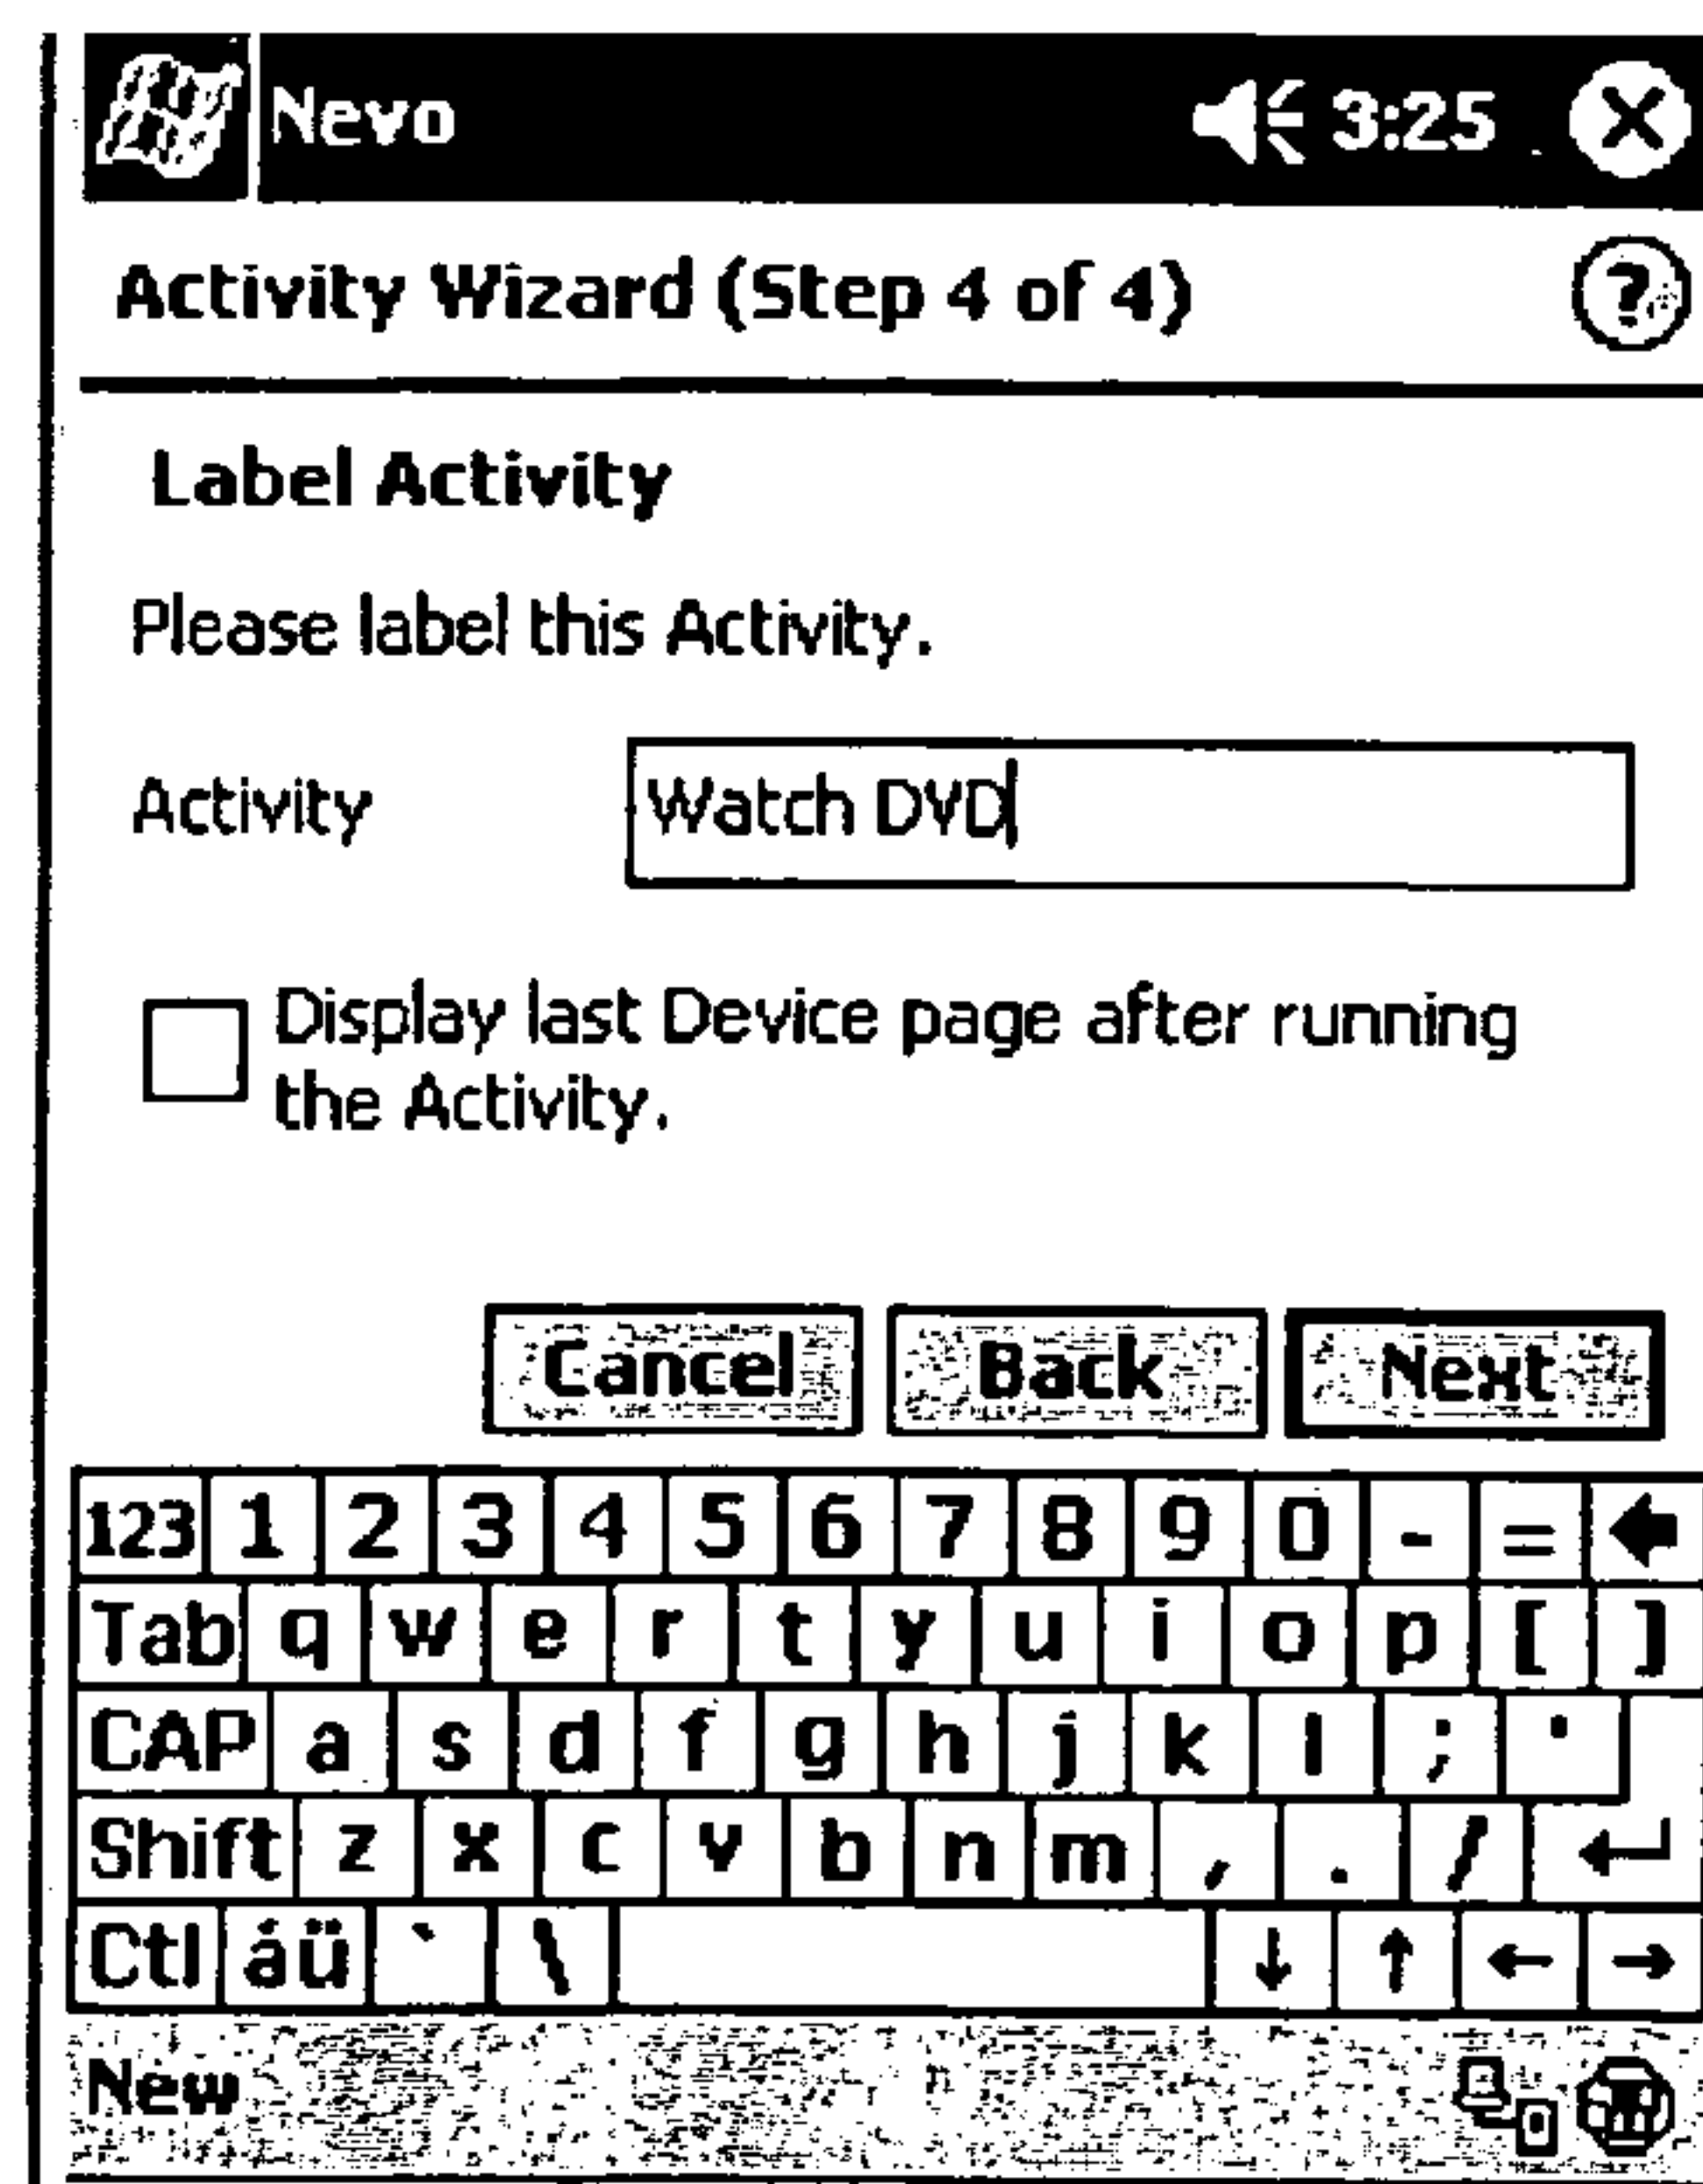 Nevo 3:25
Activity Wizard (Step 4 of 4) ?
Label Activity
Please label this Activity.
Activity Watch DVD
Display last Device page after running
the Activity.
Cancel Back Next
123 1 2 3 4 5 6 7 8 9 0 - = 
Tab q w e r t y u i o p [ ]
CAP a s d f g h j k l ; '
Shift z x c v b n m , . /
Ctl áü ` \ ↓ ↑ ← →
New